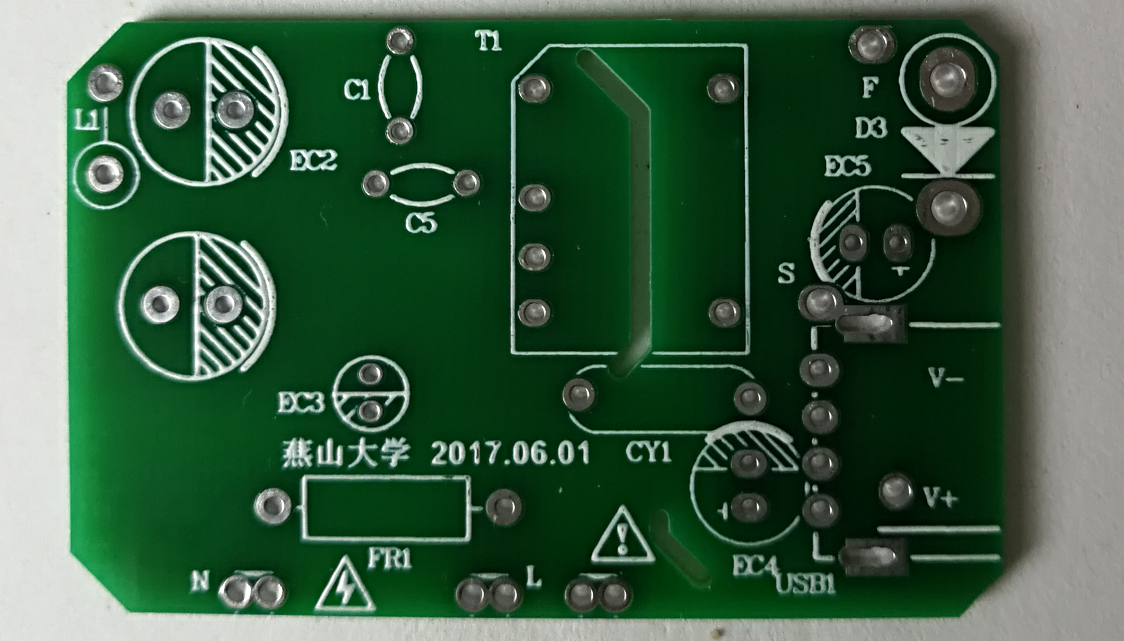 T1
C1
F
L1
D3
EC2
EC5
C5
S
V-
EC3
燕山大学 2017.06.01
CY1
V+
FR1
EC4
N
L
USB1